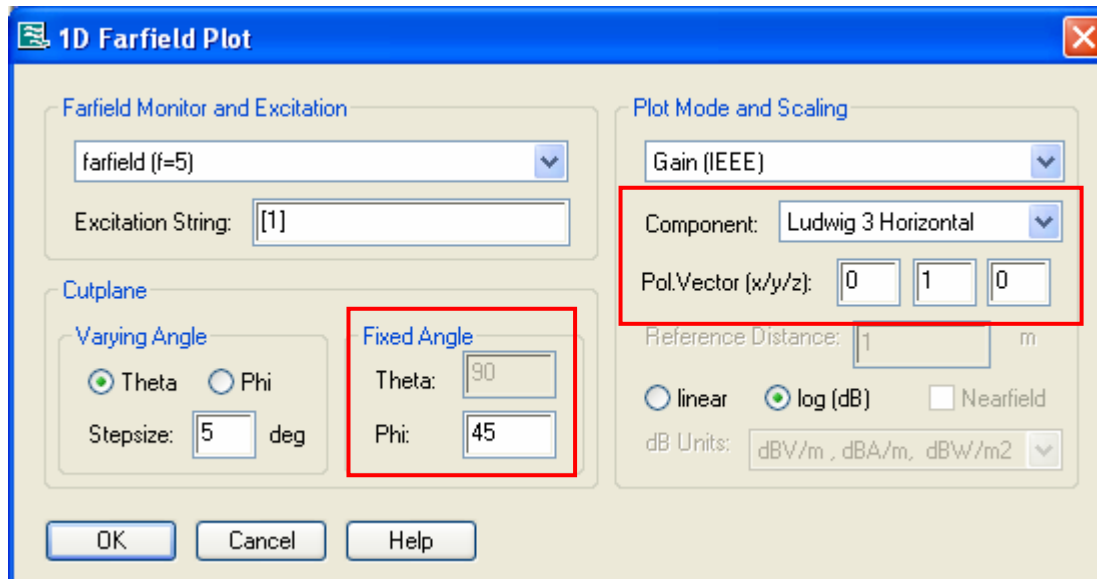 1D Farfield Plot
Farfield Monitor and Excitation
farfield (f=5)
Excitation String: [1]
Cutplane
Varying Angle
Theta Phi
Stepsize: 5 deg
Fixed Angle
Theta: 90
Phi: 45
Plot Mode and Scaling
Gain (IEEE)
Component: Ludwig 3 Horizontal
Pol.Vector (x/y/z): 0 1 0
Reference Distance: 1 m
linear log (dB) Nearfield
dB Units: dBV/m , dBA/m, dBW/m2
OK Cancel Help